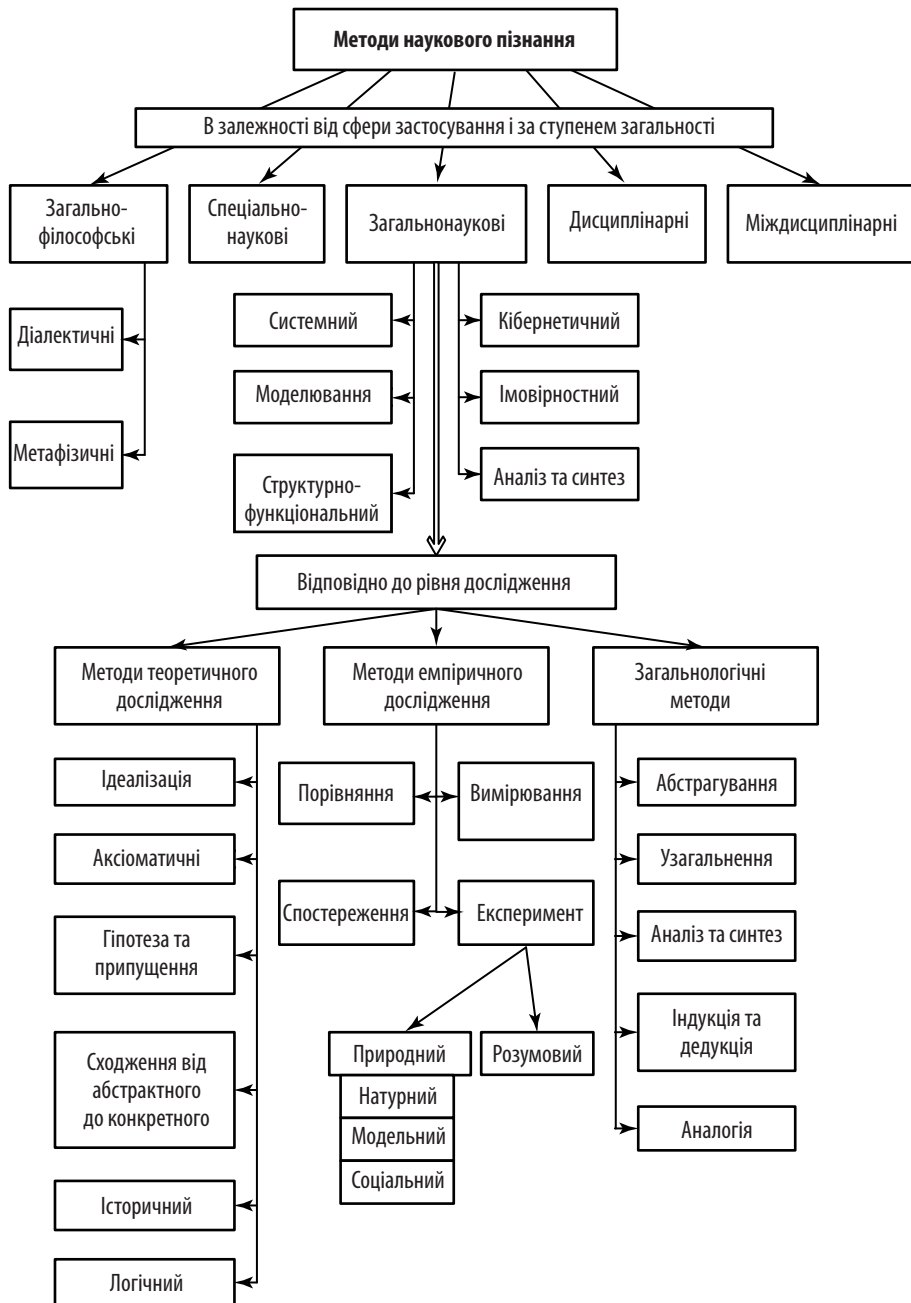 Методи наукового пізнання
В залежності від сфери застосування і за ступенем загальності
Загально-
філософські
Спеціально-
наукові
Загальнонаукові
Дисциплінарні
Міждисциплінарні
Діалектичні
Метафізичні
Системний
Моделювання
Структурно-
функціональний
Кібернетичний
Імовірностний
Аналіз та синтез
Відповідно до рівня дослідження
Методи теоретичного
дослідження
Методи емпіричного
дослідження
Загальнологічні
методи
Ідеалізація
Аксіоматичні
Гіпотеза та
припущення
Сходження від
абстрактного
до конкретного
Історичний
Логічний
Порівняння
Вимірювання
Спостереження
Експеримент
Природний
Натурний
Модельний
Соціальний
Розумовий
Абстрагування
Узагальнення
Аналіз та синтез
Індукція та
дедукція
Аналогія